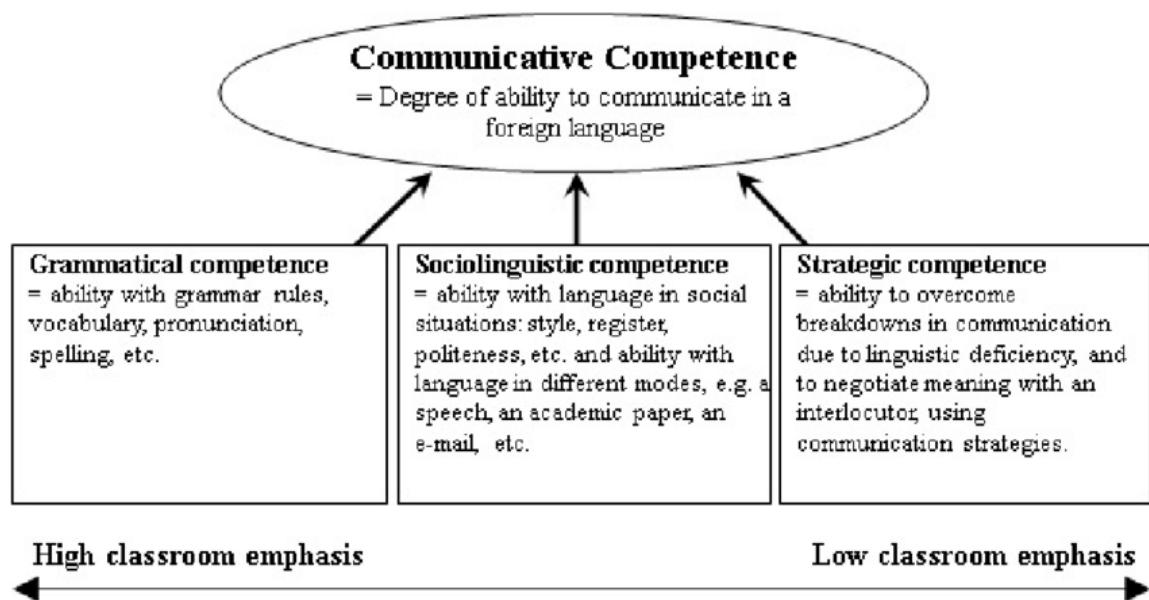 Communicative Competence
= Degree of ability to communicate in a
foreign language
Grammatical competence
= ability with grammar rules,
vocabulary, pronunciation,
spelling, etc.
Sociolinguistic competence
= ability with language in social
situations: style, register,
politeness, etc. and ability with
language in different modes, e.g. a
speech, an academic paper, an
e-mail, etc.
Strategic competence
= ability to overcome
breakdowns in communication
due to linguistic deficiency, and
to negotiate meaning with an
interlocutor, using
communication strategies.
High classroom emphasis
Low classroom emphasis